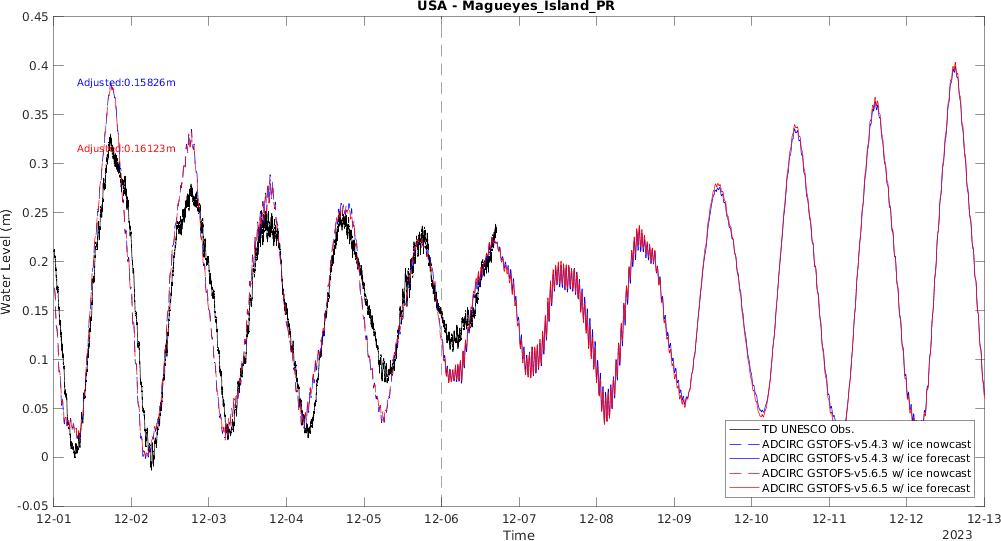 USA - Magueyes_Island_PR
0.45
0.4
0.35
0.3
0.25
0.2
0.15
0.1
0.05
0
-0.05
Water Level (m)
Adjusted:0.15826m
Adjusted:0.16123m
TD UNESCO Obs.
ADCIRC GSTOFS-v5.4.3 w/ ice nowcast
ADCIRC GSTOFS-v5.4.3 w/ ice forecast
ADCIRC GSTOFS-v5.6.5 w/ ice nowcast
ADCIRC GSTOFS-v5.6.5 w/ ice forecast
12-01 12-02 12-03 12-04 12-05 12-06 12-07 12-08 12-09 12-10 12-11 12-12 12-13
Time 2023